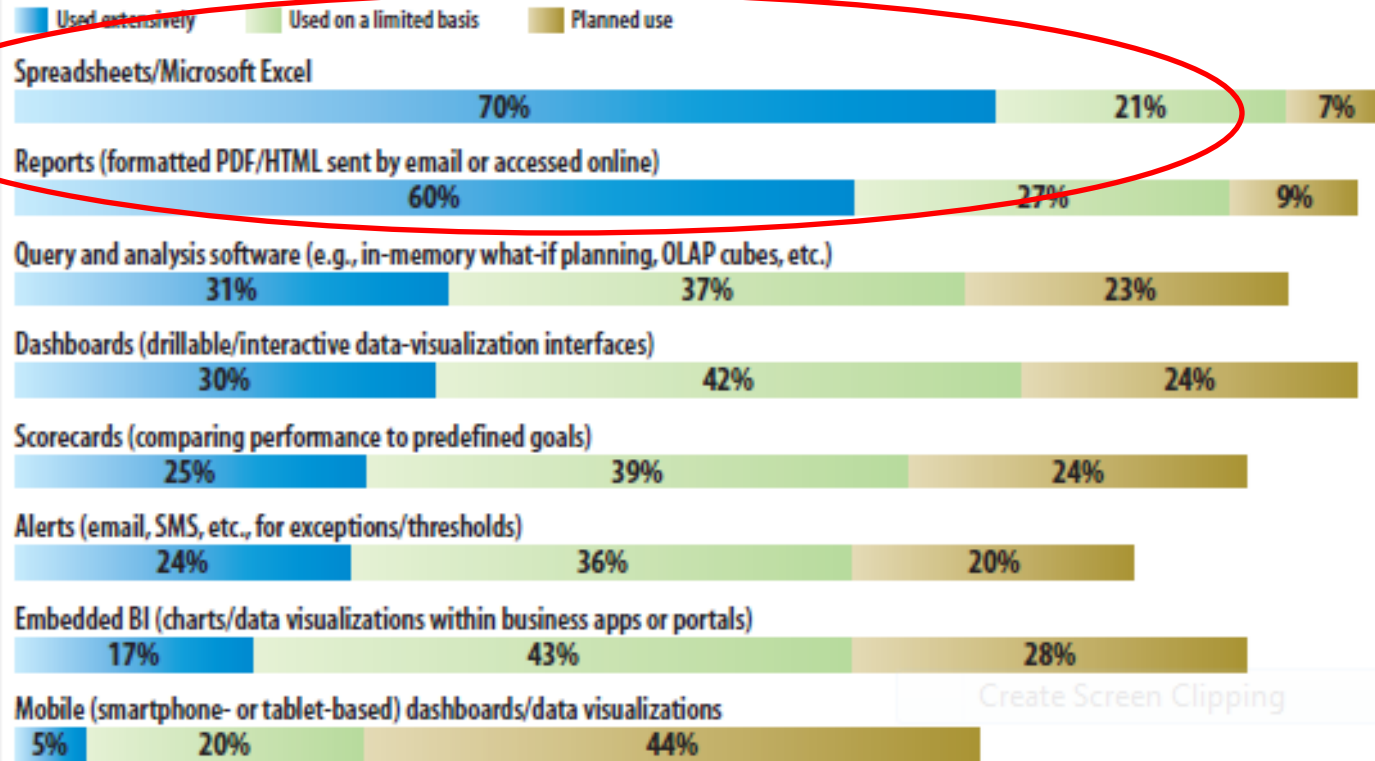 Used extensively Used on a limited basis Planned use
Spreadsheets/Microsoft Excel
70% 21% 7%
Reports (formatted PDF/HTML sent by email or accessed online)
60% 27% 9%
Query and analysis software (e.g., in-memory what-if planning, OLAP cubes, etc.)
31% 37% 23%
Dashboards (drillable/interactive data-visualization interfaces)
30% 42% 24%
Scorecards (comparing performance to predefined goals)
25% 39% 24%
Alerts (email, SMS, etc., for exceptions/thresholds)
24% 36% 20%
Embedded BI (charts/data visualizations within business apps or portals)
17% 43% 28%
Create Screen Clipping
Mobile (smartphone- or tablet-based) dashboards/data visualizations
5% 20% 44%